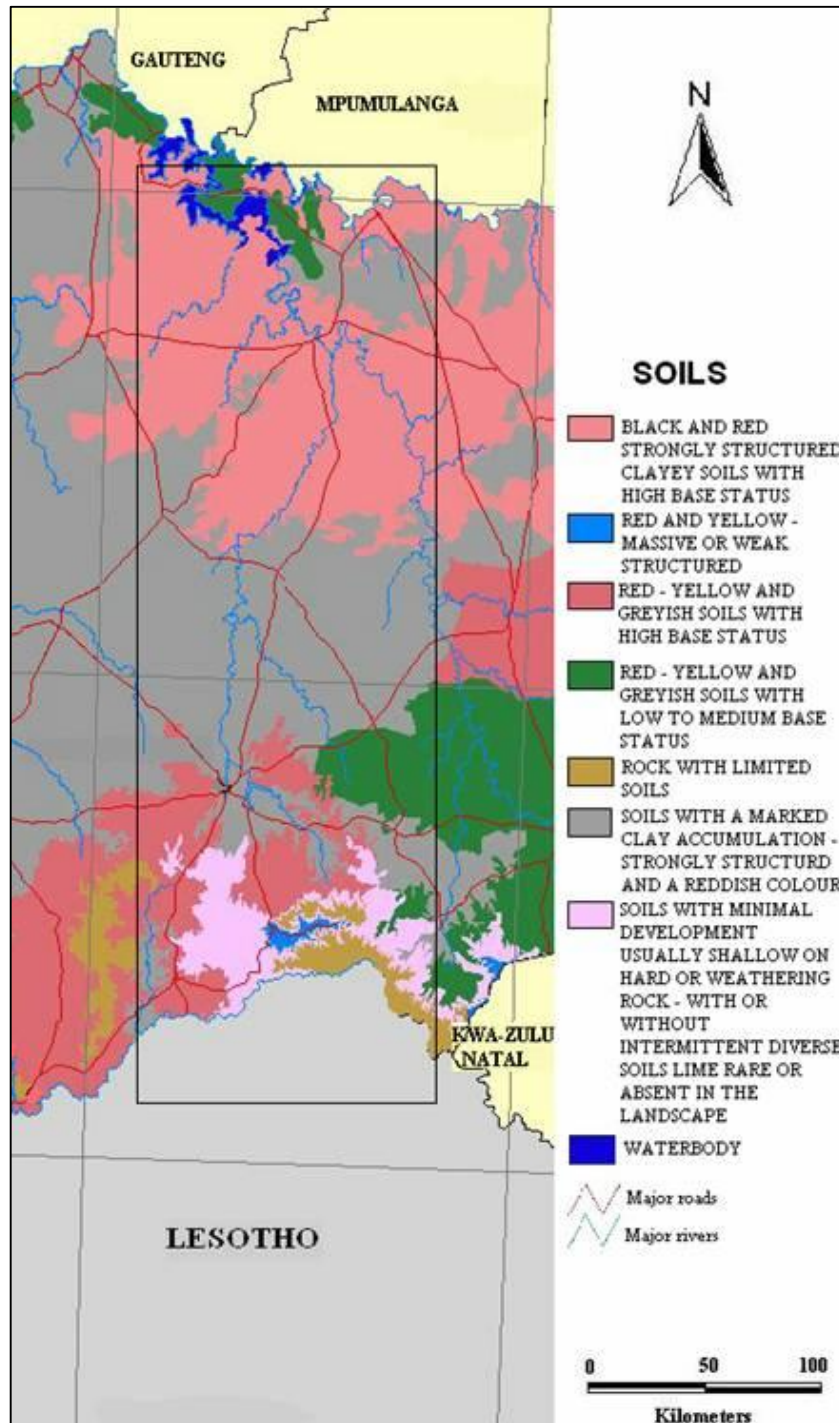 GAUTENG
MPUMULANGA
N
SOILS
BLACK AND RED
STRONGLY STRUCTURED
CLAYEY SOILS WITH
HIGH BASE STATUS
RED AND YELLOW -
MASSIVE OR WEAK
STRUCTURED
RED - YELLOW AND
GREYISH SOILS WITH
HIGH BASE STATUS
RED - YELLOW AND
GREYISH SOILS WITH
LOW TO MEDIUM BASE
STATUS
ROCK WITH LIMITED
SOILS
SOILS WITH A MARKED
CLAY ACCUMULATION -
STRONGLY STRUCTURD
AND A REDDISH COLOUR
SOILS WITH MINIMAL
DEVELOPMENT
USUALLY SHALLOW ON
HARD OR WEATHERING
ROCK - WITH OR
WITHOUT
INTERMITTENT DIVERSE
SOILS LIME RARE OR
ABSENT IN THE
LANDSCAPE
WATERBODY
Major roads
Major rivers
KWA-ZULU
NATAL
LESOTHO
0 50 100
Kilometers